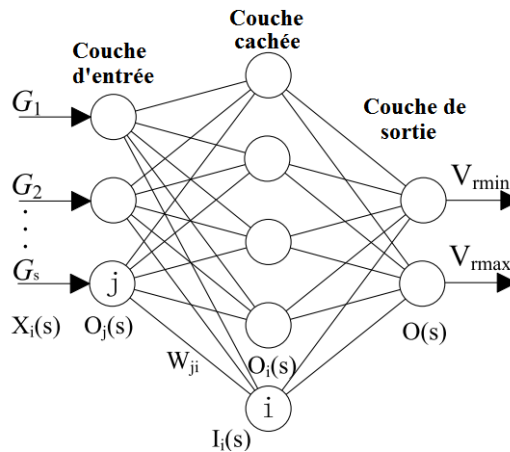 Couche
cachée
Couche
d'entrée
Couche de
sortie
G₁
G₂
Gₛ
j
Xᵢ(s)
Oⱼ(s)
Wⱼᵢ
Oᵢ(s)
i
Iᵢ(s)
Vᵣₘᵢₙ
Vᵣₘₐₓ
O(s)